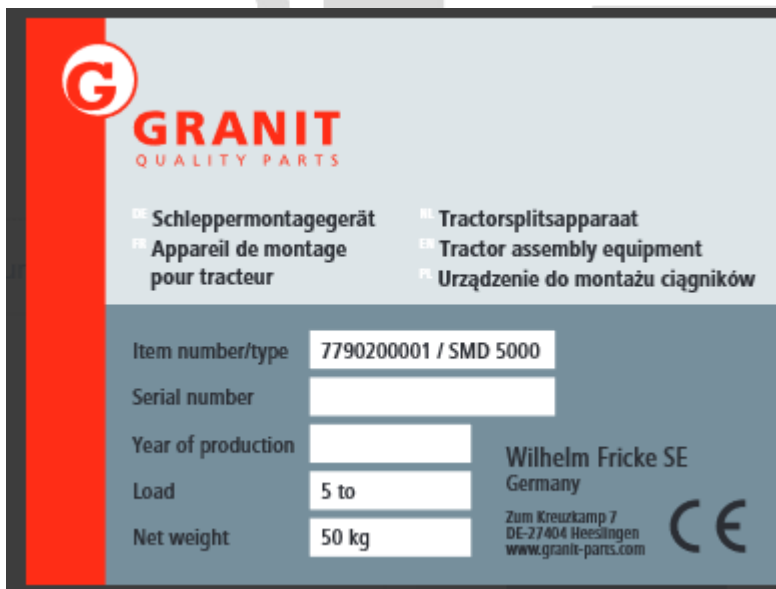 G
GRANIT
QUALITY PARTS
DE Schleppermontagegerät
FR Appareil de montage
pour tracteur
NL Tractorsplitsapparaat
EN Tractor assembly equipment
PL Urządzenie do montażu ciągników
Item number/type 7790200001 / SMD 5000
Serial number
Year of production
Load 5 to
Net weight 50 kg
Wilhelm Fricke SE
Germany
Zum Kreuzkamp 7
DE-27404 Heeslingen
www.granit-parts.com
CE